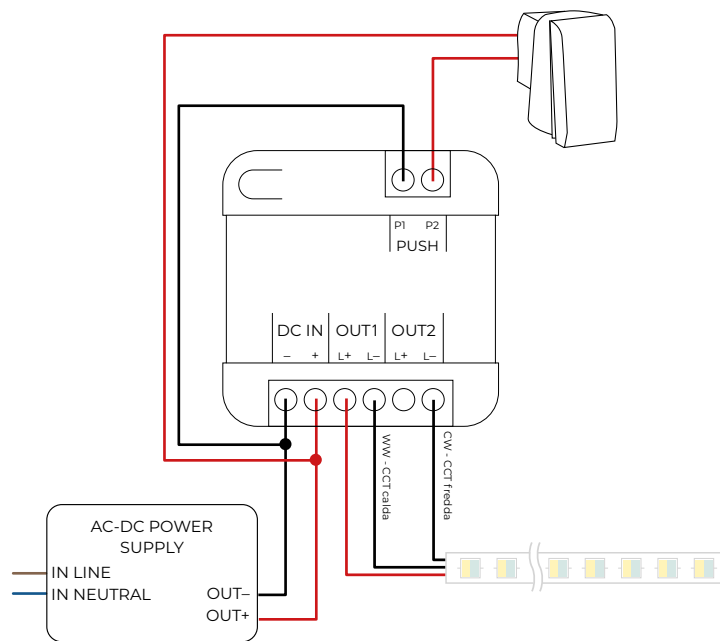 P1 P2
PUSH
DC IN OUT1 OUT2
– + L+ L– L+ L–
WW - CCT calda
CW - CCT fredda
AC-DC POWER
SUPPLY
IN LINE
IN NEUTRAL OUT–
OUT+